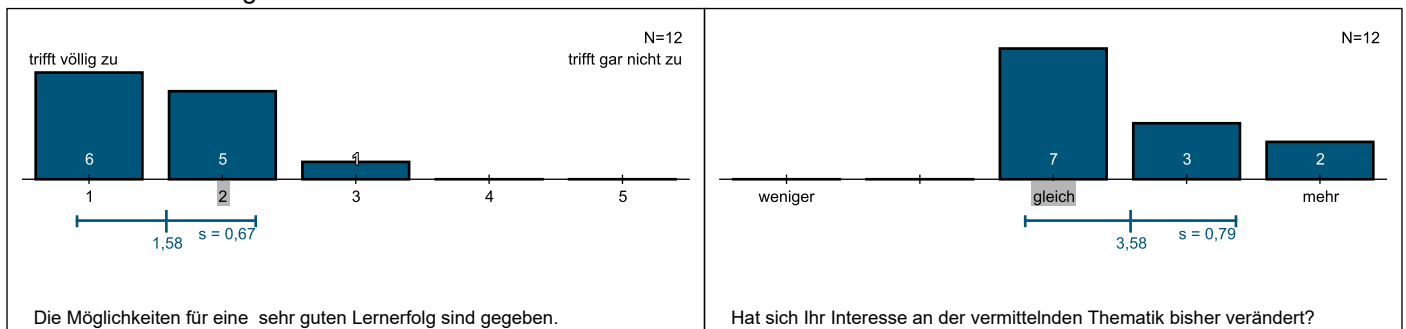 N=12
trifft völlig zu trifft gar nicht zu
6 5 1
1 2 3 4 5
1,58 s = 0,67
Die Möglichkeiten für eine  sehr guten Lernerfolg sind gegeben.
N=12
7 3 2
weniger gleich mehr
3,58 s = 0,79
Hat sich Ihr Interesse an der vermittelnden Thematik bisher verändert?